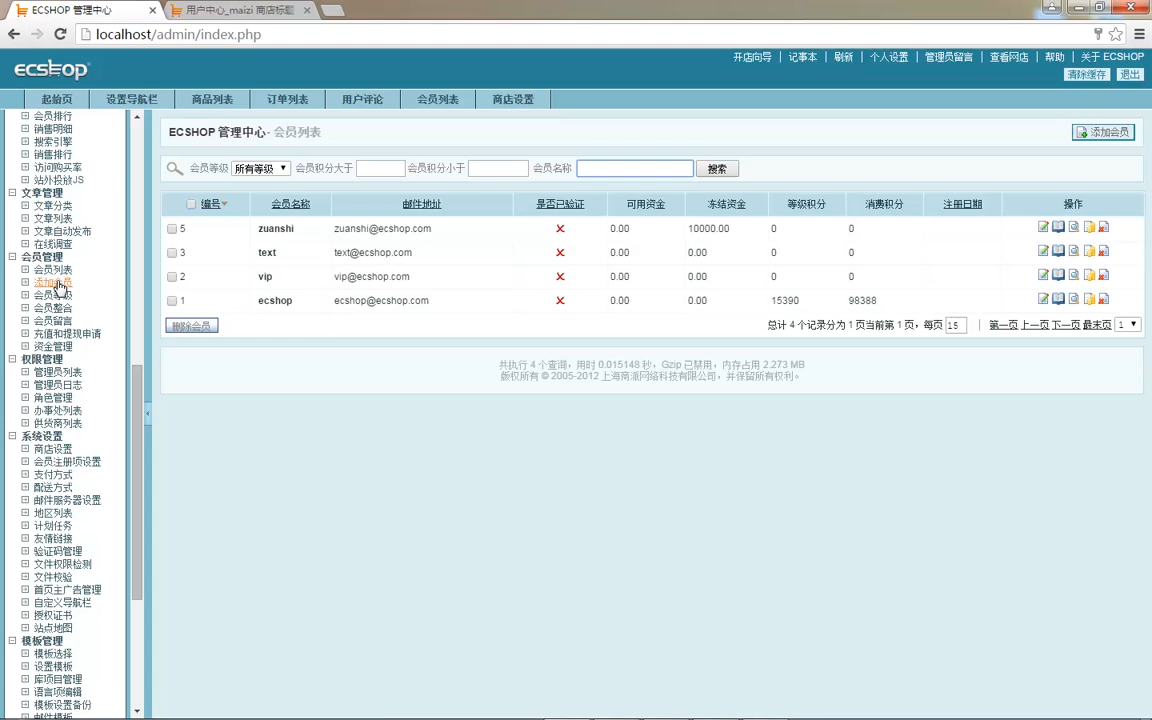 ECSHOP 管理中心
用户中心_maizi 商店标题
localhost/admin/index.php
ecshop
开店向导 | 记事本 | 刷新 | 个人设置 | 管理员留言 | 查看网店 | 帮助 | 关于 ECSHOP
清除缓存 退出
起始页 设置导航栏 商品列表 订单列表 用户评论 会员列表 商店设置
会员排行
销售明细
搜索引擎
销售排行
访问购买率
站外投放JS
文章管理
文章分类
文章列表
文章自动发布
在线调查
会员管理
会员列表
添加会员
会员等级
会员整合
会员留言
充值和提现申请
资金管理
权限管理
管理员列表
管理员日志
角色管理
办事处列表
供货商列表
系统设置
商店设置
会员注册项设置
支付方式
配送方式
邮件服务器设置
地区列表
计划任务
友情链接
验证码管理
文件权限检测
文件校验
首页主广告管理
自定义导航栏
授权证书
站点地图
模板管理
模板选择
设置模板
库项目管理
语言项编辑
模板设置备份
邮件模板
ECSHOP 管理中心 - 会员列表
添加会员
会员等级 所有等级 会员积分大于 会员积分小于 会员名称 搜索
编号 会员名称 邮件地址 是否已验证 可用资金 冻结资金 等级积分 消费积分 注册日期 操作
5 zuanshi zuanshi@ecshop.com 0.00 10000.00 0 0
3 text text@ecshop.com 0.00 0.00 0 0
2 vip vip@ecshop.com 0.00 0.00 0 0
1 ecshop ecshop@ecshop.com 0.00 0.00 15390 98388
删除会员
总计 4 个记录分为 1 页当前第 1 页，每页 15 | 第一页 上一页 下一页 最末页 1
共执行 4 个查询，用时 0.015148 秒，Gzip 已禁用，内存占用 2.273 MB
版权所有 © 2005-2012 上海商派网络科技有限公司，并保留所有权利。